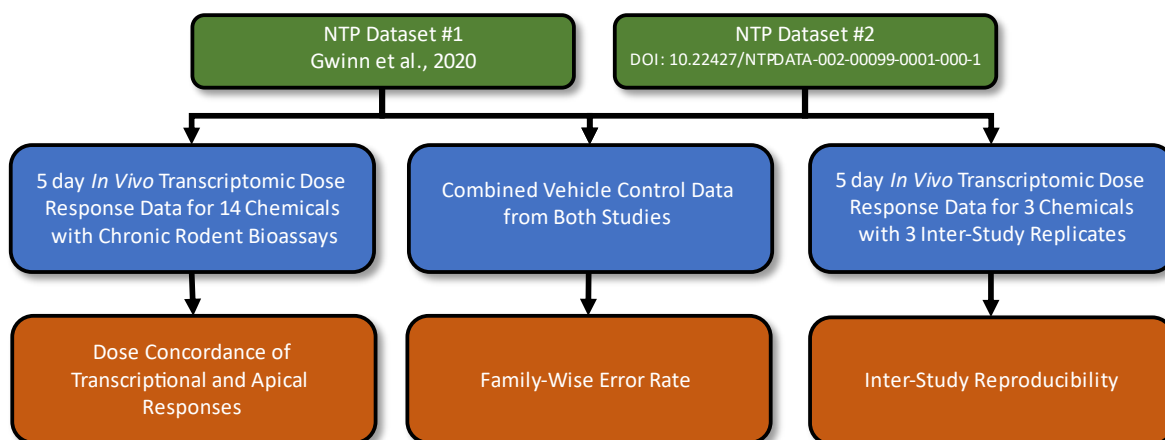 NTP Dataset #1
Gwinn et al., 2020
NTP Dataset #2
DOI: 10.22427/NTPDATA-002-00099-0001-000-1
5 day In Vivo Transcriptomic Dose
Response Data for 14 Chemicals
with Chronic Rodent Bioassays
Combined Vehicle Control Data
from Both Studies
5 day In Vivo Transcriptomic Dose
Response Data for 3 Chemicals
with 3 Inter-Study Replicates
Dose Concordance of
Transcriptional and Apical
Responses
Family-Wise Error Rate
Inter-Study Reproducibility